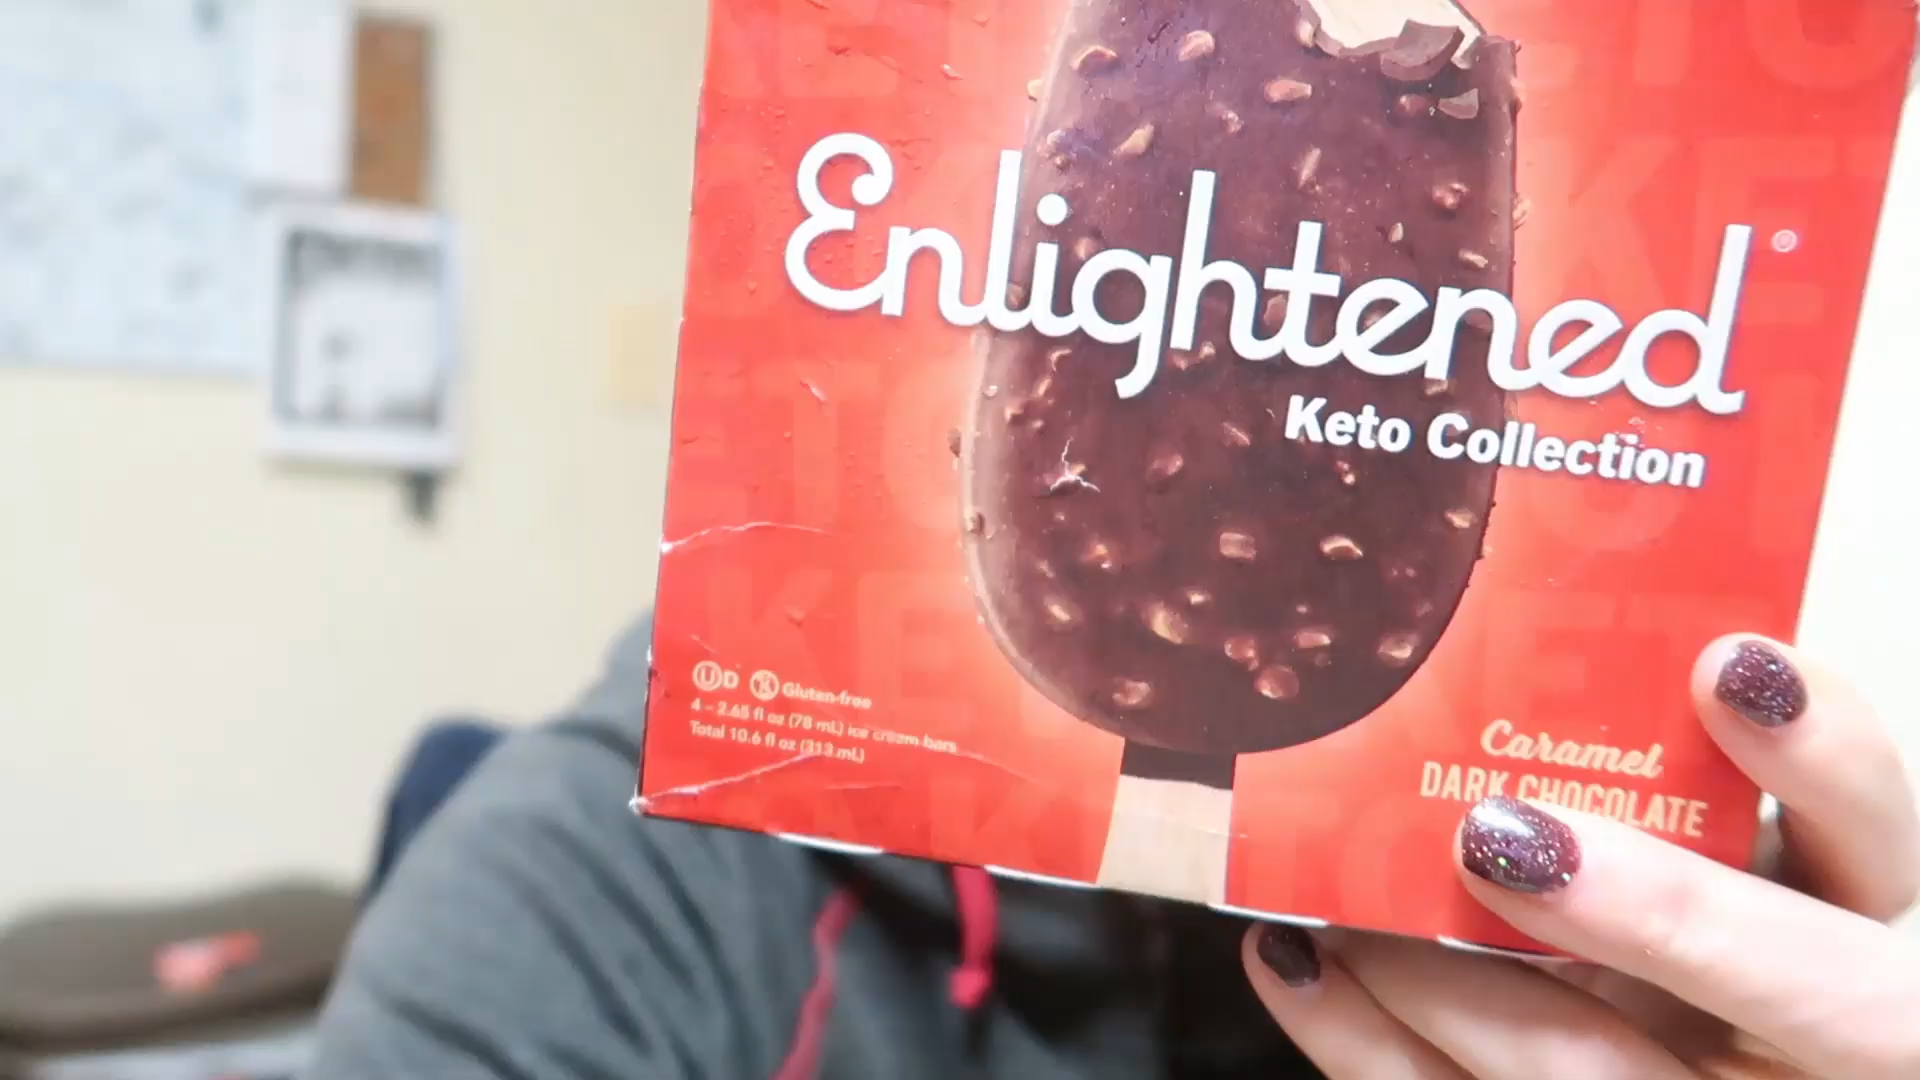 Enlightened
Keto Collection
UD Gluten-free
4 - 2.65 fl oz (78 mL) ice cream bars
Total 10.6 fl oz (313 mL)
Caramel
DARK CHOCOLATE